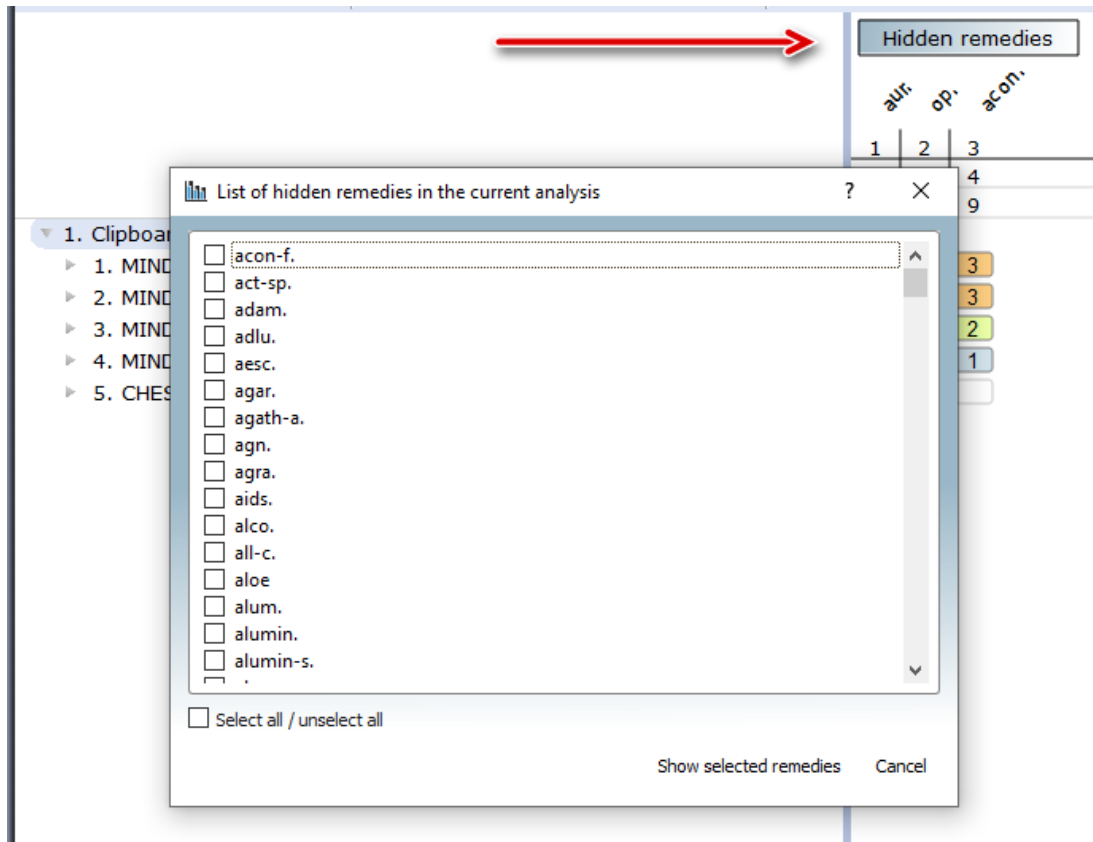 Hidden remedies
aur. op. acon.
1 2 3
4
9
List of hidden remedies in the current analysis ?
1. Clipboar
1. MIND 3
2. MIND 3
3. MIND 2
4. MIND 1
5. CHES
acon-f.
act-sp.
adam.
adlu.
aesc.
agar.
agath-a.
agn.
agra.
aids.
alco.
all-c.
aloe
alum.
alumin.
alumin-s.
Select all / unselect all
Show selected remedies Cancel